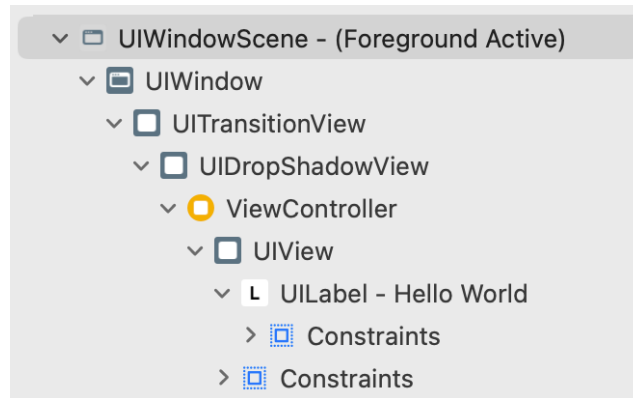 UIWindowScene - (Foreground Active)
UIWindow
UITransitionView
UIDropShadowView
ViewController
UIView
L UILabel - Hello World
Constraints
Constraints